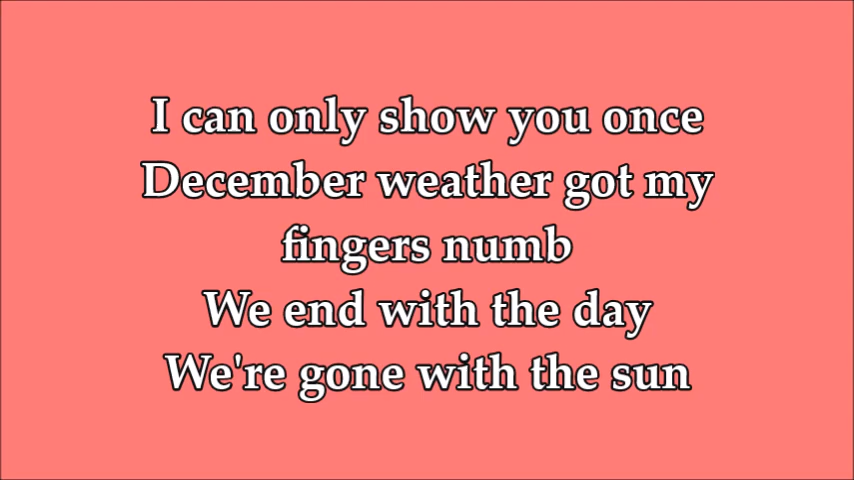 I can only show you once
December weather got my
fingers numb
We end with the day
We're gone with the sun